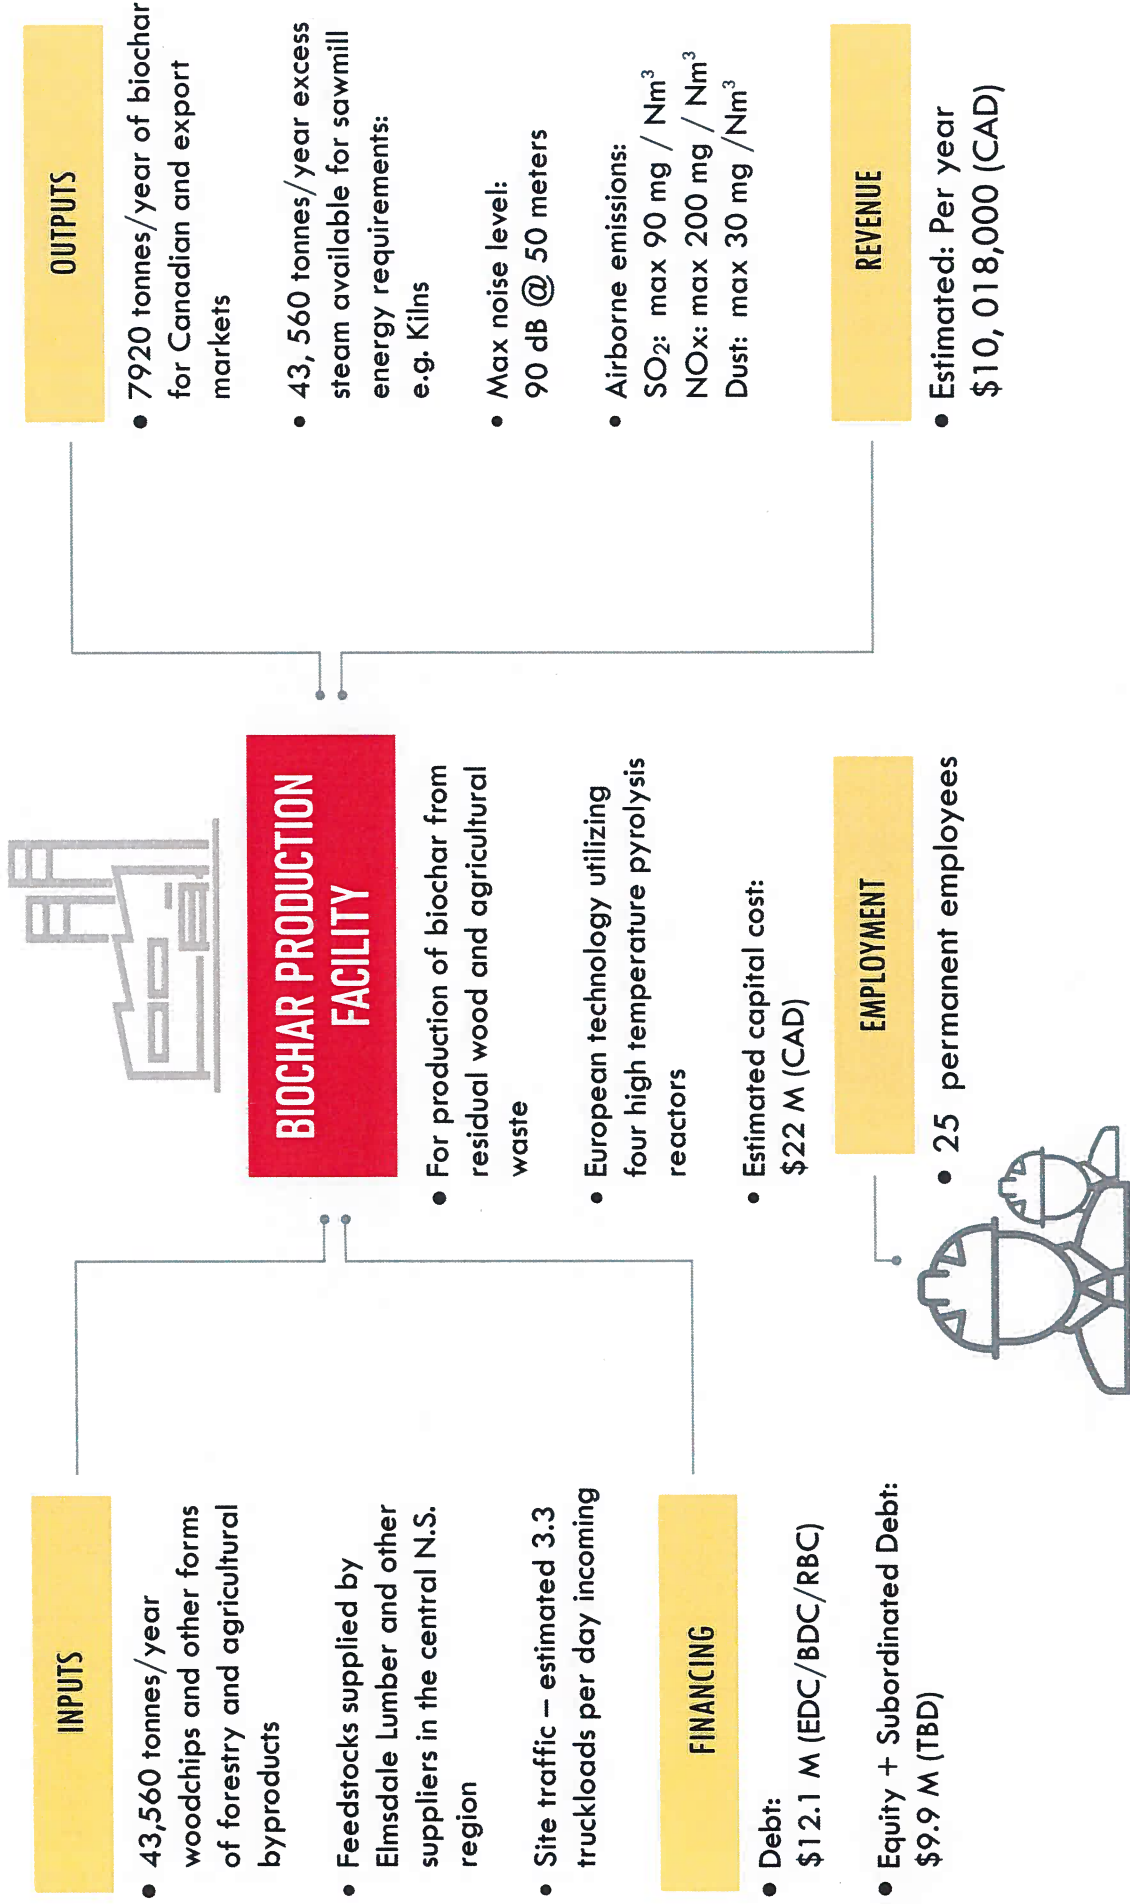 INPUTS
• 43,560 tonnes/year
woodchips and other forms
of forestry and agricultural
byproducts
• Feedstocks supplied by
Elmsdale Lumber and other
suppliers in the central N.S.
region
• Site traffic – estimated 3.3
truckloads per day incoming
FINANCING
• Debt:
$12.1 M (EDC/BDC/RBC)
• Equity + Subordinated Debt:
$9.9 M (TBD)
BIOCHAR PRODUCTION
FACILITY
• For production of biochar from
residual wood and agricultural
waste
• European technology utilizing
four high temperature pyrolysis
reactors
• Estimated capital cost:
$22 M (CAD)
EMPLOYMENT
• 25 permanent employees
OUTPUTS
• 7920 tonnes/year of biochar
for Canadian and export
markets
• 43, 560 tonnes/year excess
steam available for sawmill
energy requirements:
e.g. Kilns
• Max noise level:
90 dB @ 50 meters
• Airborne emissions:
SO₂: max 90 mg / Nm³
NOx: max 200 mg / Nm³
Dust: max 30 mg /Nm³
REVENUE
• Estimated: Per year
$10, 018,000 (CAD)